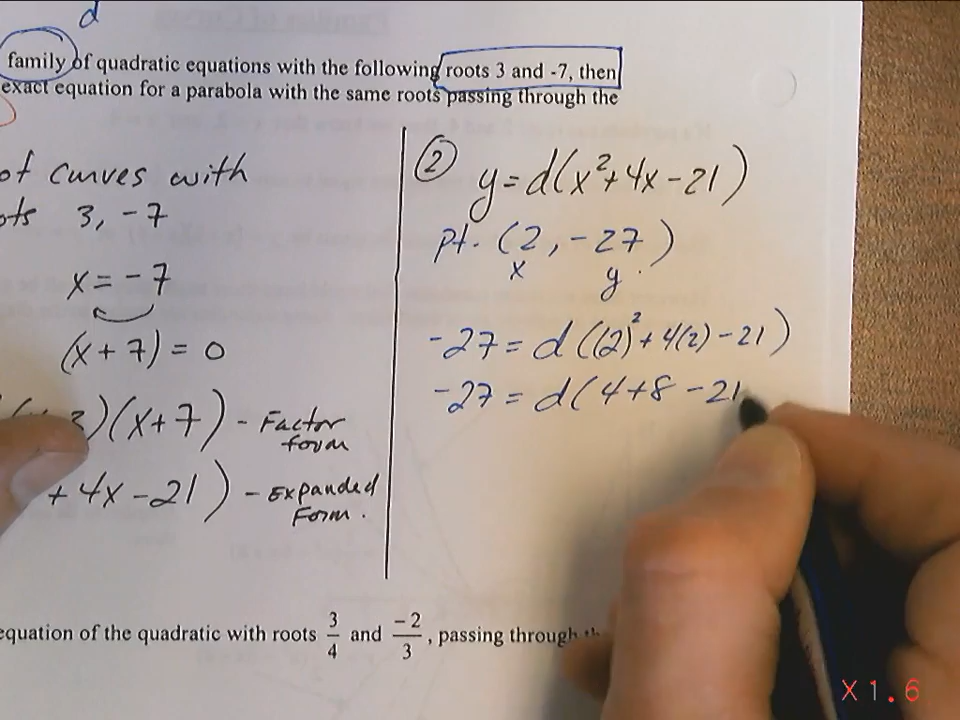 d
family of quadratic equations with the following roots 3 and -7, then
exact equation for a parabola with the same roots passing through the
of curves with
ots 3, -7
x = -7
(x + 7) = 0
3)(x + 7) - Factor form
+ 4x - 21) - Expanded Form.
② y = d(x² + 4x - 21)
pt. (2, -27)
x y
-27 = d((2)² + 4(2) - 21)
-27 = d(4 + 8 - 21
equation of the quadratic with roots 3/4 and -2/3, passing through
X1.6